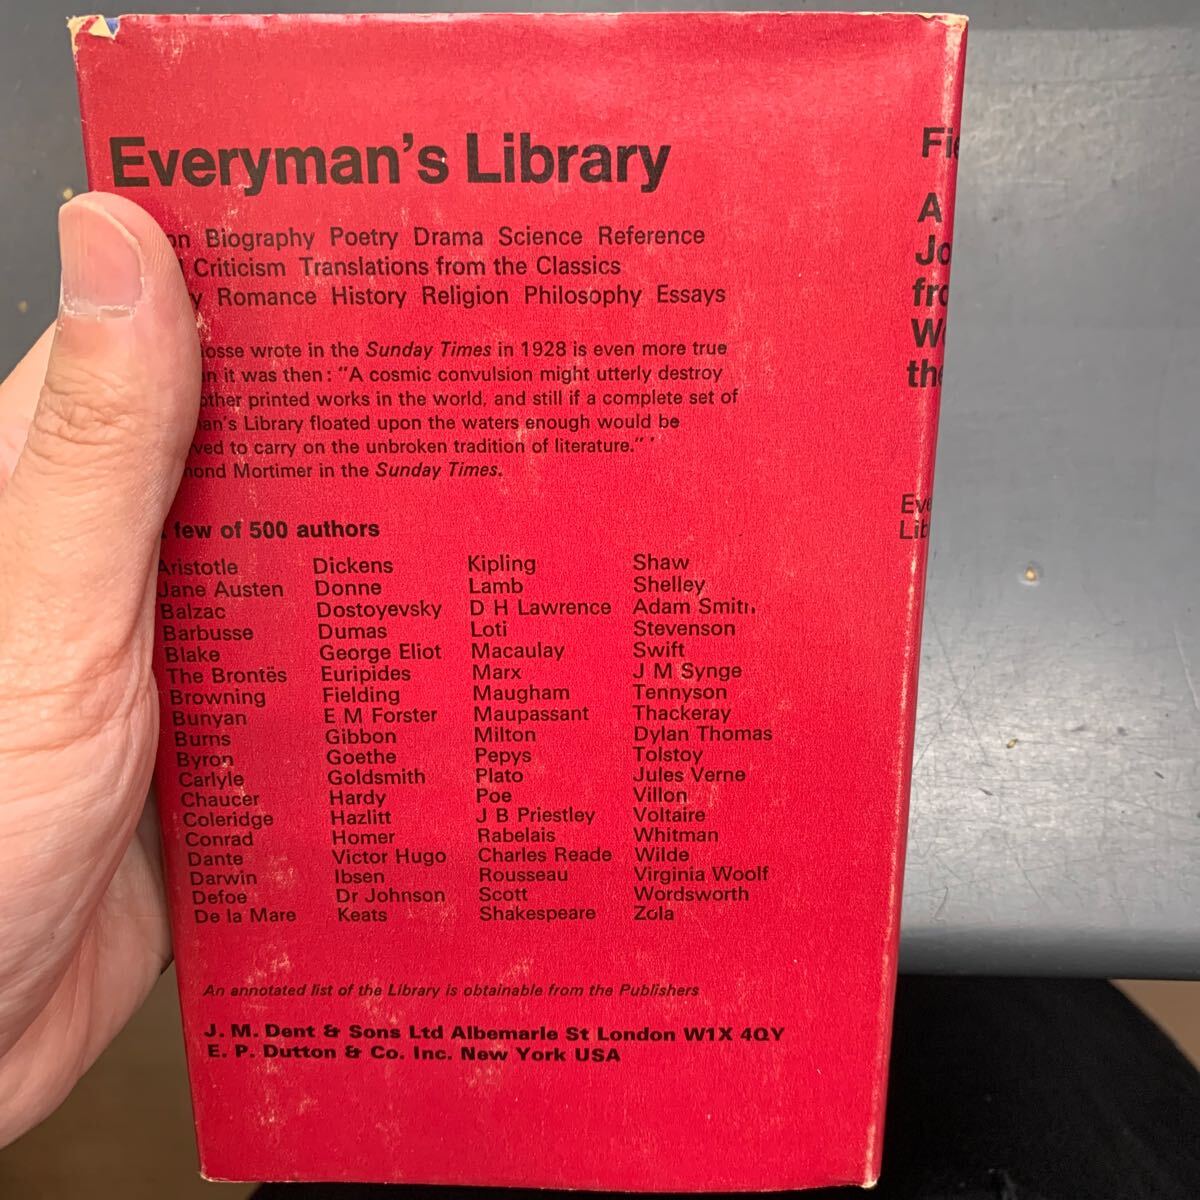 Everyman's Library
Biography Poetry Drama Science Reference
Criticism Translations from the Classics
Romance History Religion Philosophy Essays
wrote in the Sunday Times in 1928 is even more true
it was then: "A cosmic convulsion might utterly destroy
other printed works in the world, and still if a complete set of
Library floated upon the waters enough would be
to carry on the unbroken tradition of literature." '
Mortimer in the Sunday Times.
few of 500 authors
Aristotle Dickens Kipling Shaw
Jane Austen Donne Lamb Shelley
Balzac Dostoyevsky D H Lawrence Adam Smith
Barbusse Dumas Loti Stevenson
Blake George Eliot Macaulay Swift
The Brontës Euripides Marx J M Synge
Browning Fielding Maugham Tennyson
Bunyan E M Forster Maupassant Thackeray
Burns Gibbon Milton Dylan Thomas
Byron Goethe Pepys Tolstoy
Carlyle Goldsmith Plato Jules Verne
Chaucer Hardy Poe Villon
Coleridge Hazlitt J B Priestley Voltaire
Conrad Homer Rabelais Whitman
Dante Victor Hugo Charles Reade Wilde
Darwin Ibsen Rousseau Virginia Woolf
Defoe Dr Johnson Scott Wordsworth
De la Mare Keats Shakespeare Zola
An annotated list of the Library is obtainable from the Publishers
J. M. Dent & Sons Ltd Albemarle St London W1X 4QY
E. P. Dutton & Co. Inc. New York USA
A